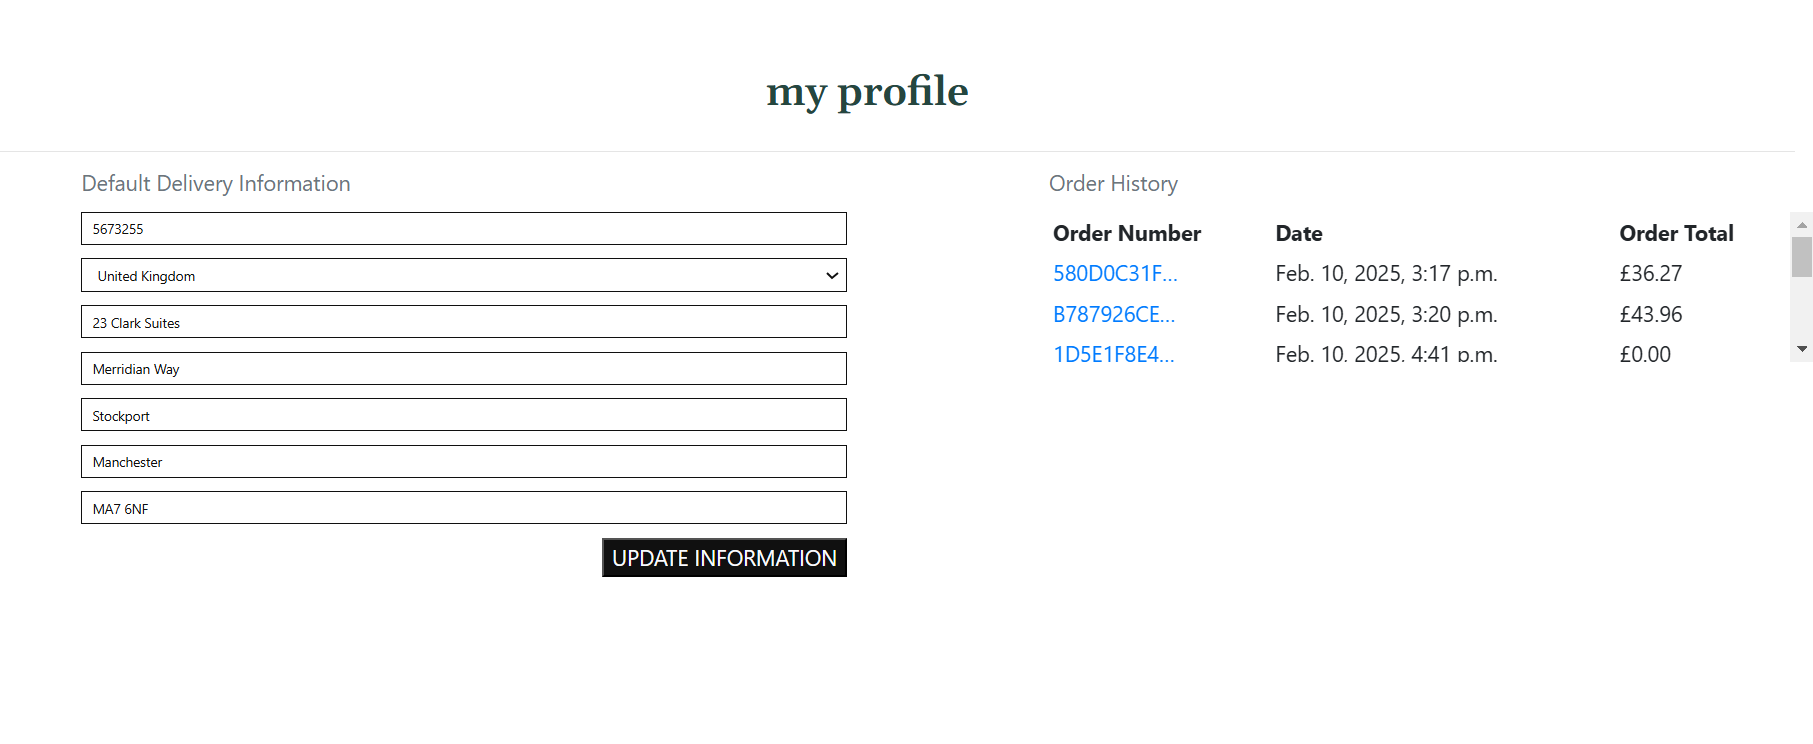 my profile
Default Delivery Information
5673255
United Kingdom
23 Clark Suites
Merridian Way
Stockport
Manchester
MA7 6NF
UPDATE INFORMATION
Order History
Order Number Date Order Total
580D0C31F... Feb. 10, 2025, 3:17 p.m. £36.27
B787926CE... Feb. 10, 2025, 3:20 p.m. £43.96
1D5E1F8E4... Feb. 10, 2025, 4:41 p.m. £0.00